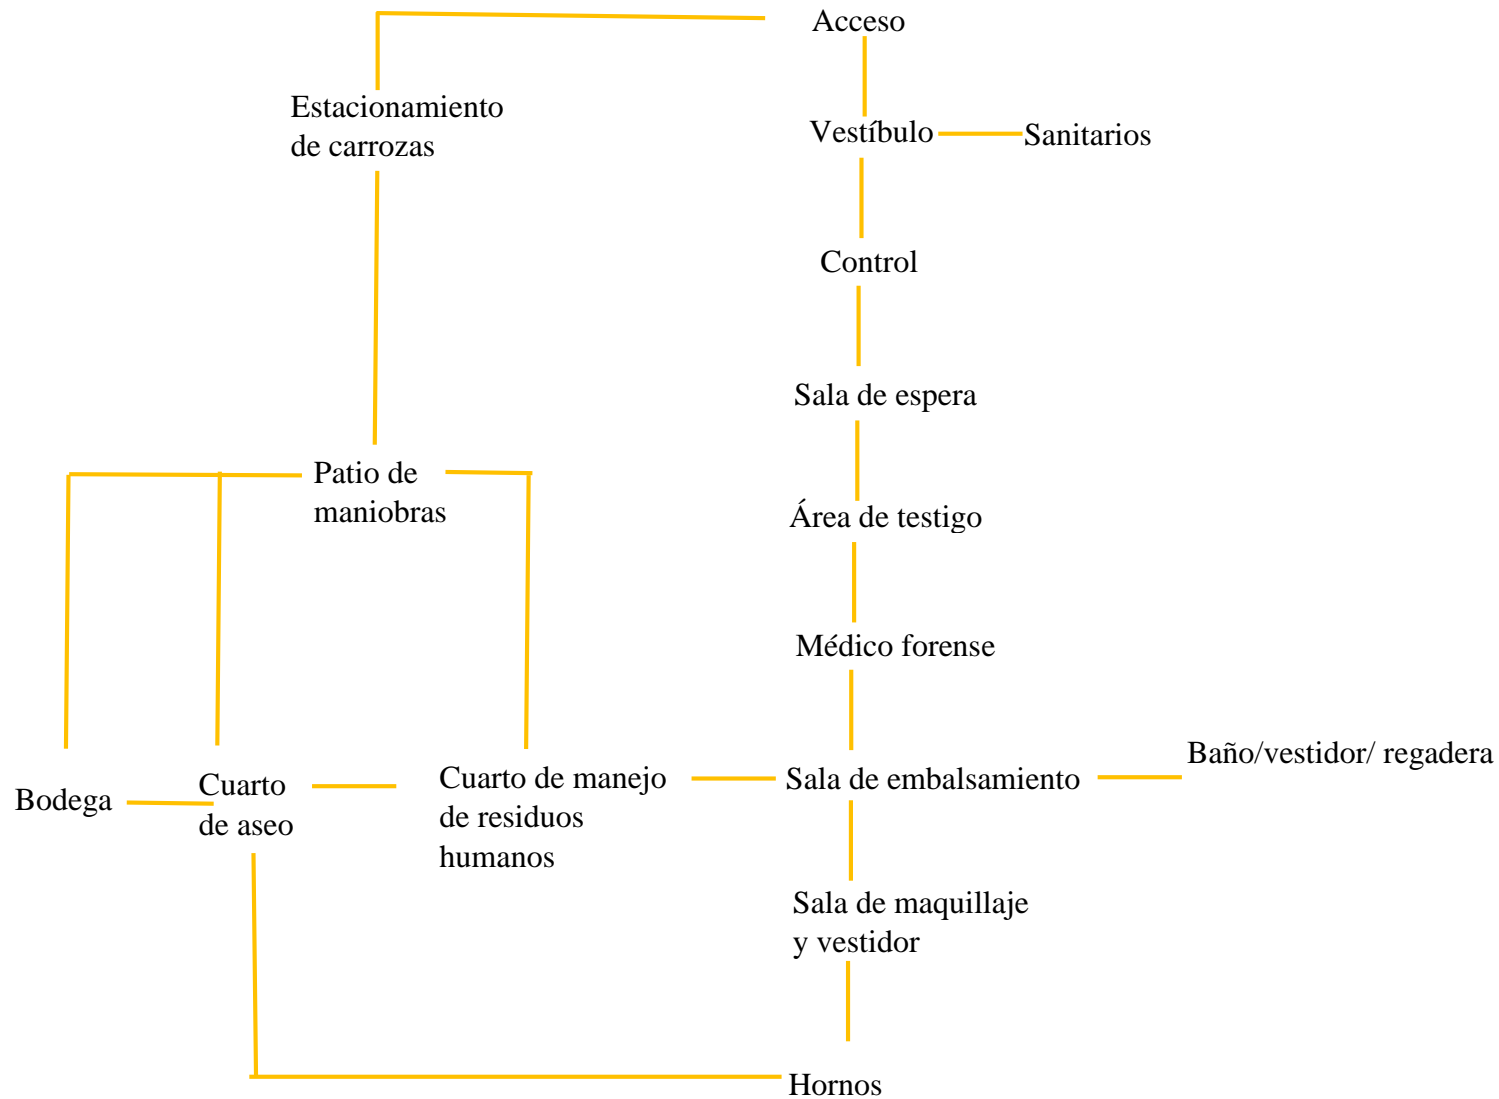 Acceso
Estacionamiento
de carrozas
Vestíbulo
Sanitarios
Control
Sala de espera
Patio de
maniobras
Área de testigo
Médico forense
Bodega
Cuarto
de aseo
Cuarto de manejo
de residuos
humanos
Sala de embalsamiento
Baño/vestidor/ regadera
Sala de maquillaje
y vestidor
Hornos